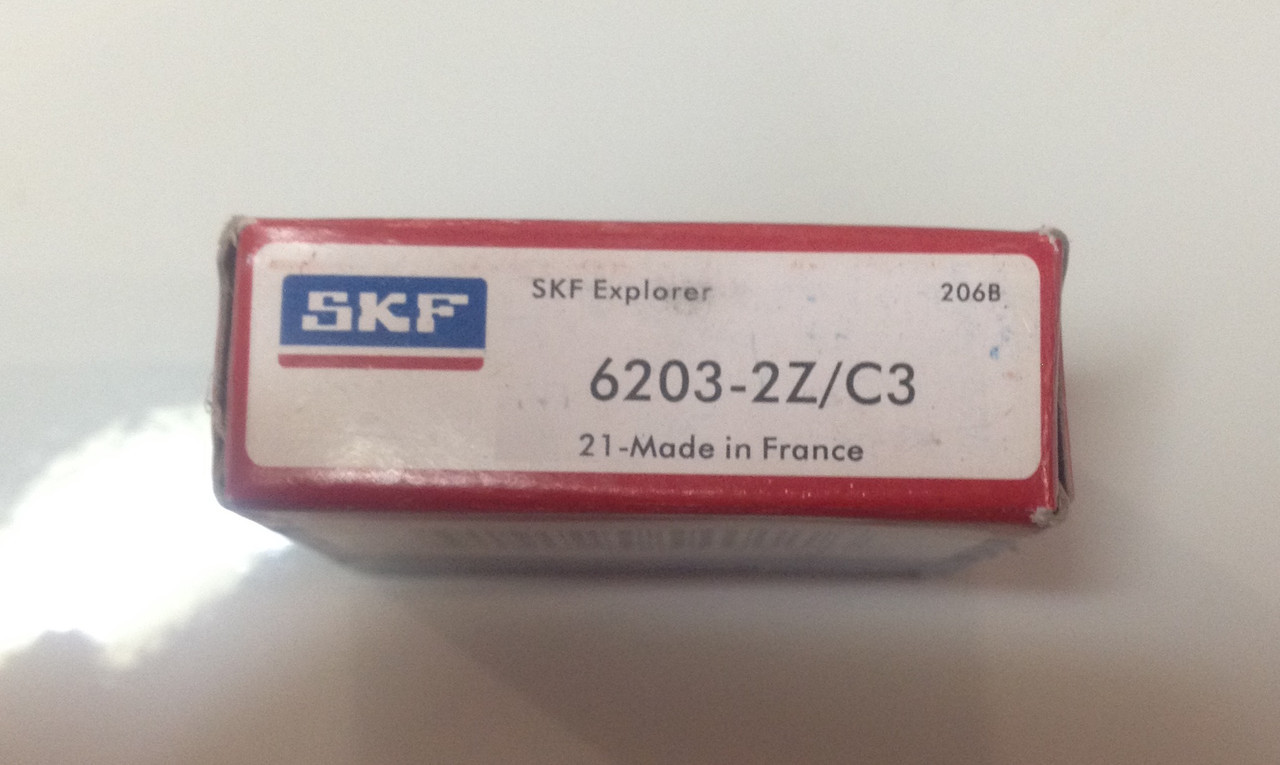 SKF
SKF Explorer
206B
6203-2Z/C3
21-Made in France